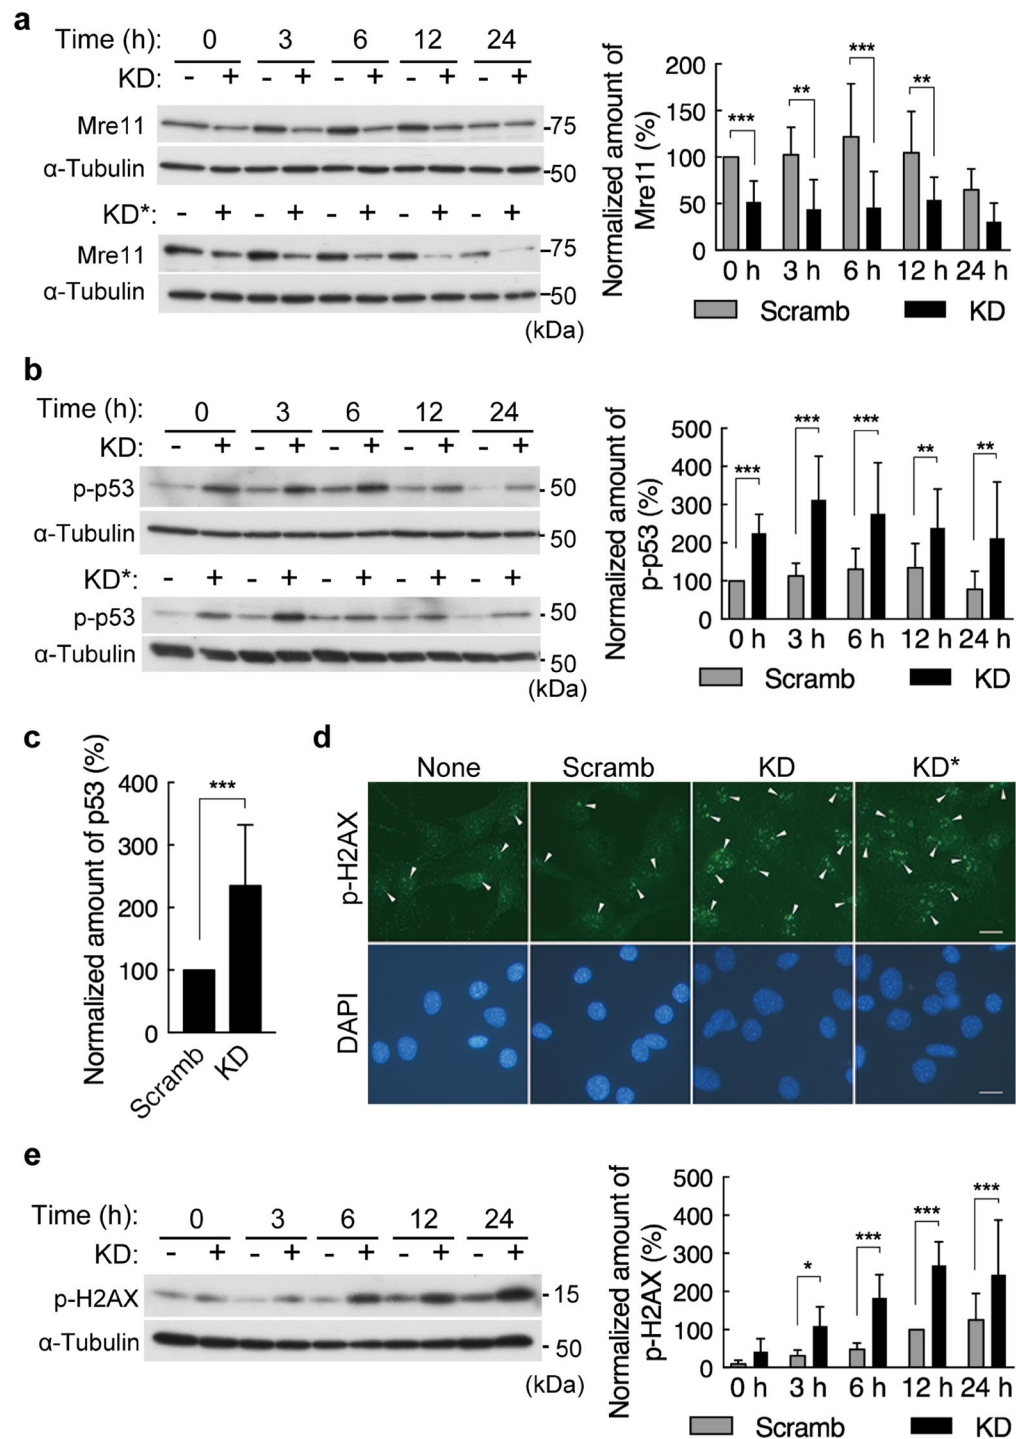 a
Time (h): 0 3 6 12 24
KD: - + - + - + - + - +
Mre11 -75
α-Tubulin -50
KD*: - + - + - + - + - +
Mre11 -75
α-Tubulin -50
(kDa)
Normalized amount of
Mre11 (%)
200
150
100
50
0
*** ** *** **
0 h 3 h 6 h 12 h 24 h
Scramb KD
b
Time (h): 0 3 6 12 24
KD: - + - + - + - + - +
p-p53 - 50
α-Tubulin - 50
KD*: - + - + - + - + - +
p-p53 - 50
α-Tubulin - 50
(kDa)
Normalized amount of
p-p53 (%)
500
400
300
200
100
0
*** *** *** ** **
0 h 3 h 6 h 12 h 24 h
Scramb KD
c
Normalized amount of p53 (%)
400
300
200
100
0
***
Scramb KD
d
None Scramb KD KD*
p-H2AX
DAPI
e
Time (h): 0 3 6 12 24
KD: - + - + - + - + - +
p-H2AX - 15
α-Tubulin - 50
(kDa)
Normalized amount of
p-H2AX (%)
500
400
300
200
100
0
* *** *** ***
0 h 3 h 6 h 12 h 24 h
Scramb KD